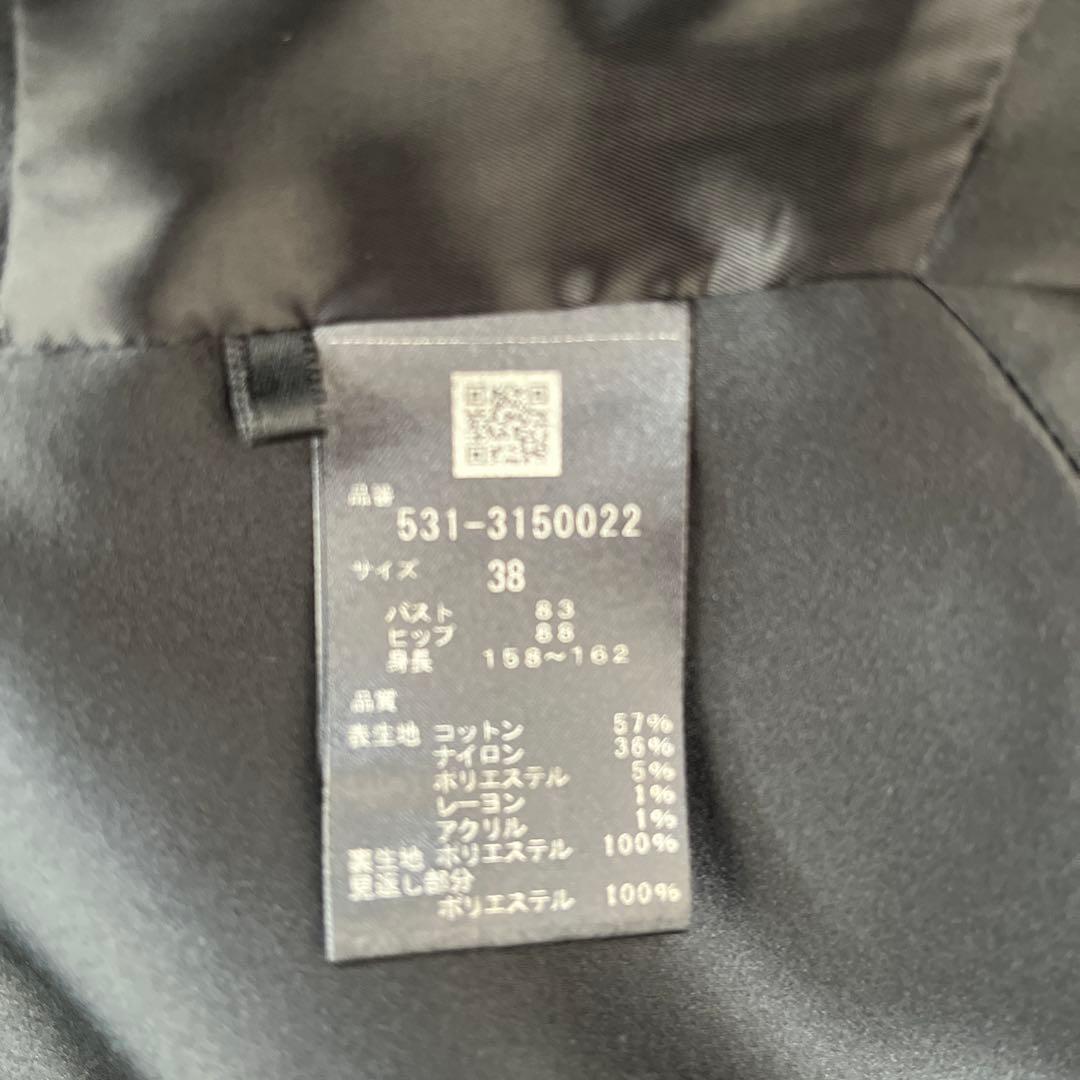 品番
531-3150022
サイズ 38
バスト 83
ヒップ 88
身長 158〜162
品質
表生地 コットン 57%
ナイロン 36%
ポリエステル 5%
レーヨン 1%
アクリル 1%
裏生地 ポリエステル 100%
見返し部分
ポリエステル 100%